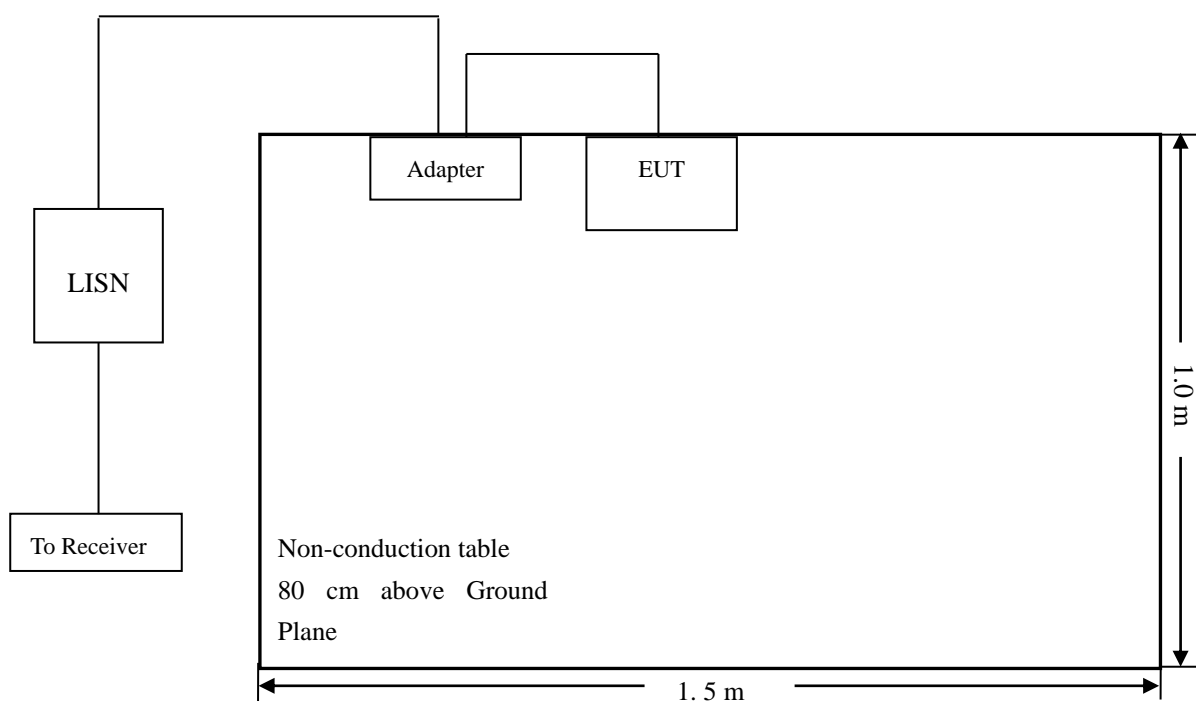 Adapter
EUT
LISN
1.0 m
To Receiver
Non-conduction table
80 cm above Ground
Plane
1. 5 m